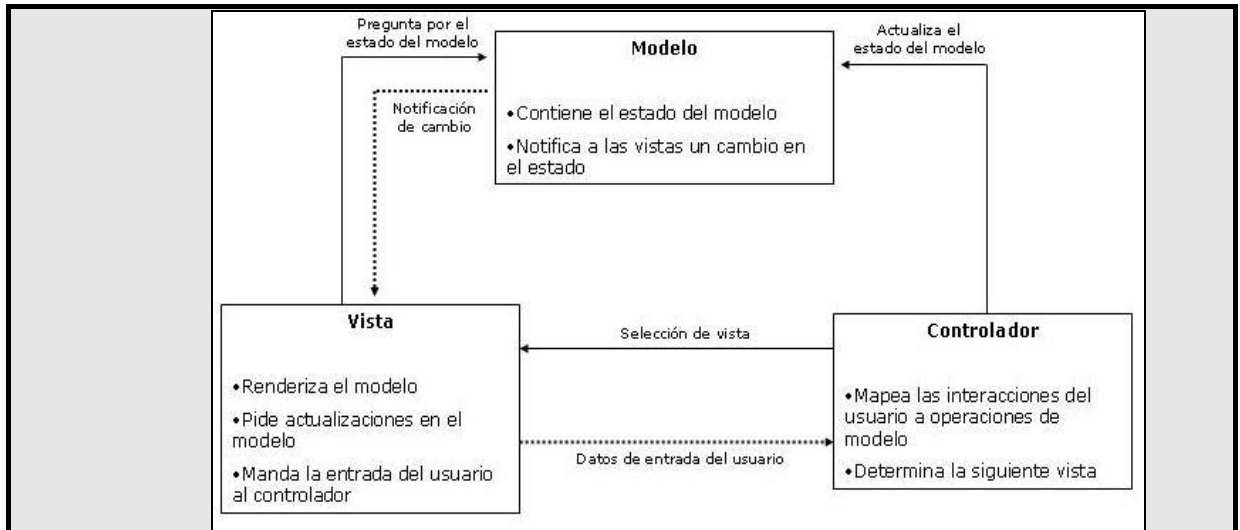 Pregunta por el
estado del modelo
Actualiza el
estado del modelo
Modelo
•Contiene el estado del modelo
•Notifica a las vistas un cambio en
el estado
Notificación
de cambio
Vista
•Renderiza el modelo
•Pide actualizaciones en el
modelo
•Manda la entrada del usuario
al controlador
Selección de vista
Datos de entrada del usuario
Controlador
•Mapea las interacciones del
usuario a operaciones de
modelo
•Determina la siguiente vista